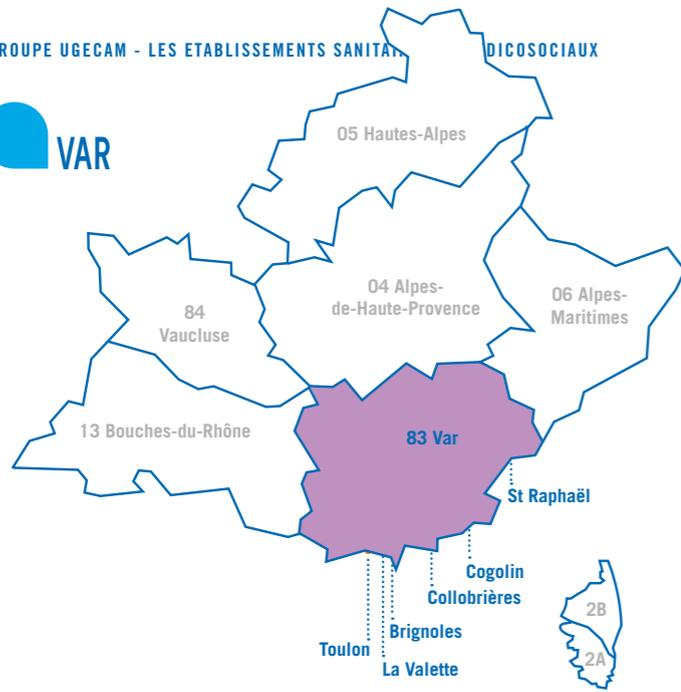 ROUPE UGECAM - LES ETABLISSEMENTS SANITA DICOSOCIAUX
VAR
05 Hautes-Alpes
04 Alpes-
de-Haute-Provence
06 Alpes-
Maritimes
84
Vaucluse
13 Bouches-du-Rhône
83 Var
St Raphaël
Cogolin
Collobrières
Brignoles
Toulon
La Valette
2B
2A